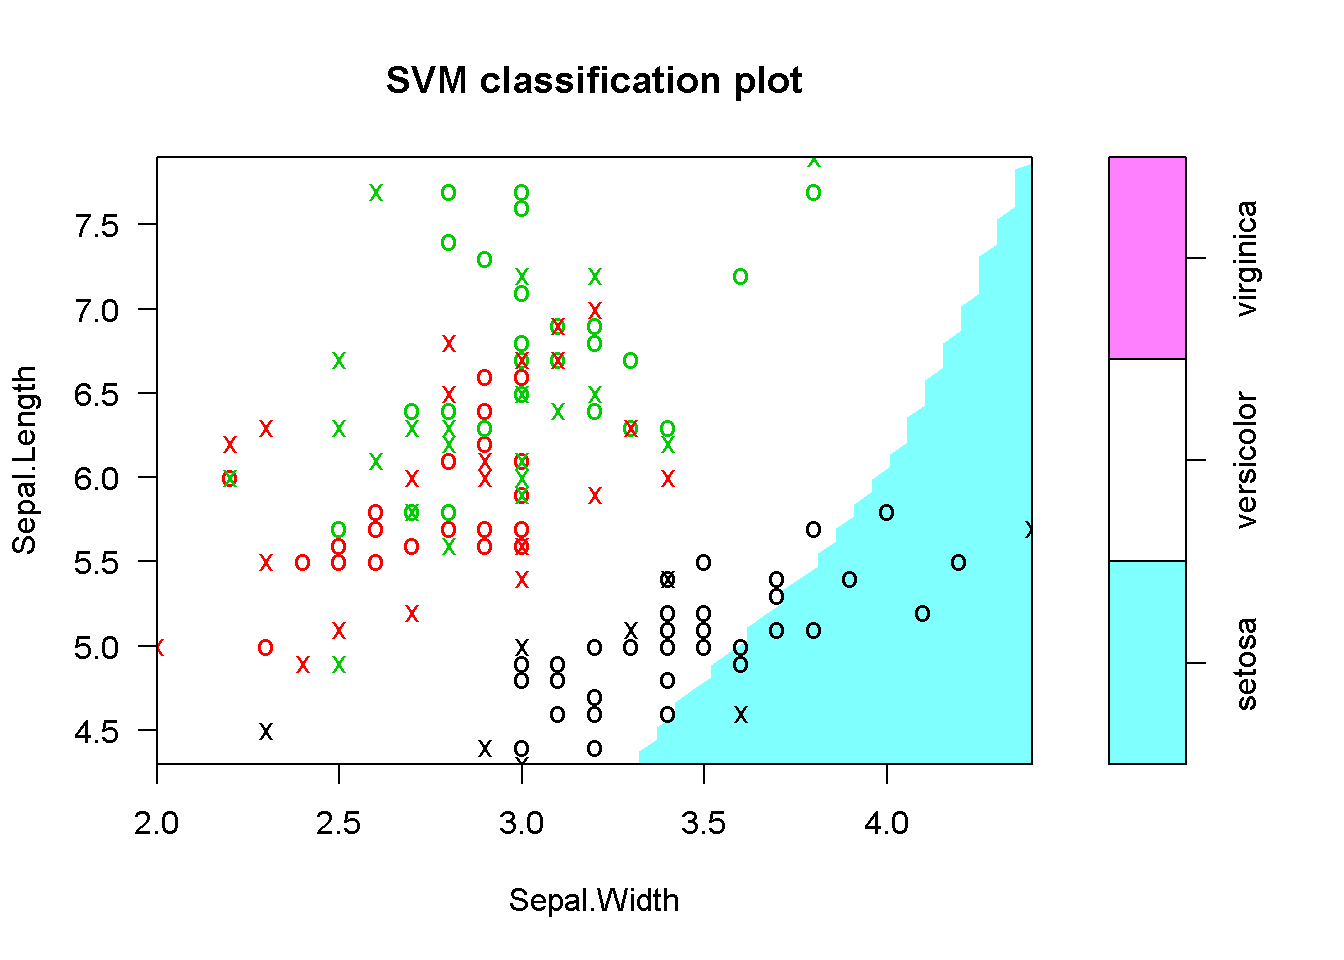 SVM classification plot
7.5
7.0
6.5
6.0
5.5
5.0
4.5
Sepal.Length
2.0 2.5 3.0 3.5 4.0
Sepal.Width
virginica
versicolor
setosa